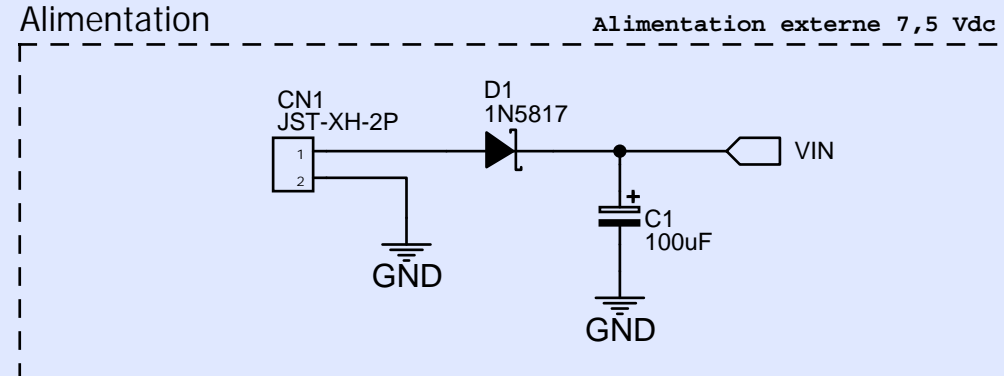 Alimentation
Alimentation externe 7,5 Vdc
CN1
JST-XH-2P
1
2
D1
1N5817
VIN
+
C1
100uF
GND
GND